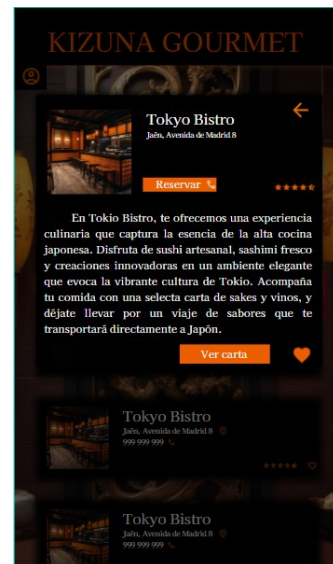 KIZUNA GOURMET
Tokyo Bistro
Jaén, Avenida de Madrid 8
Reservar
En Tokio Bistro, te ofrecemos una experiencia
culinaria que captura la esencia de la alta cocina
japonesa. Disfruta de sushi artesanal, sashimi fresco
y creaciones innovadoras en un ambiente elegante
que evoca la vibrante cultura de Tokio. Acompaña
tu comida con una selecta carta de sakes y vinos, y
déjate llevar por un viaje de sabores que te
transportará directamente a Japón.
Ver carta
Tokyo Bistro
Jaén, Avenida de Madrid 8
999 999 999
Tokyo Bistro
Jaén, Avenida de Madrid 8
999 999 999